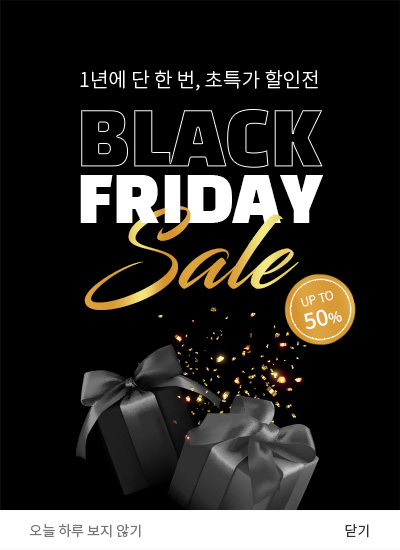 1년에 단 한 번, 초특가 할인전
BLACK
FRIDAY
Sale
UP TO
50%
오늘 하루 보지 않기
닫기